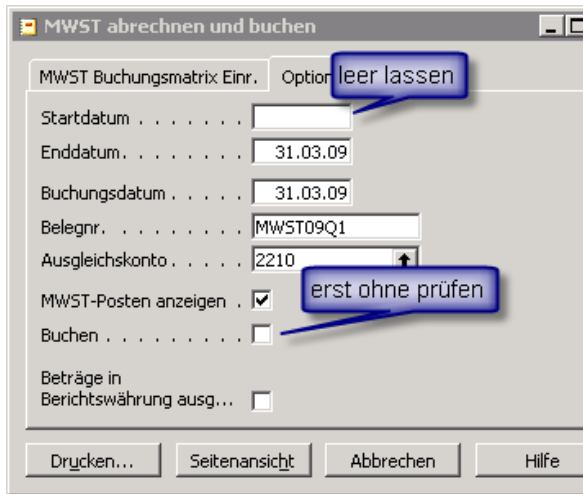 MWST abrechnen und buchen
MWST Buchungsmatrix Einr.
Option
leer lassen
Startdatum . . . . . . .
Enddatum. . . . . . . . 31.03.09
Buchungsdatum . . . . . 31.03.09
Belegnr. . . . . . . . . MWST09Q1
Ausgleichskonto . . . . . 2210
erst ohne prüfen
MWST-Posten anzeigen .
Buchen . . . . . . . . .
Beträge in
Berichtswährung ausg...
Drucken... Seitenansicht Abbrechen Hilfe